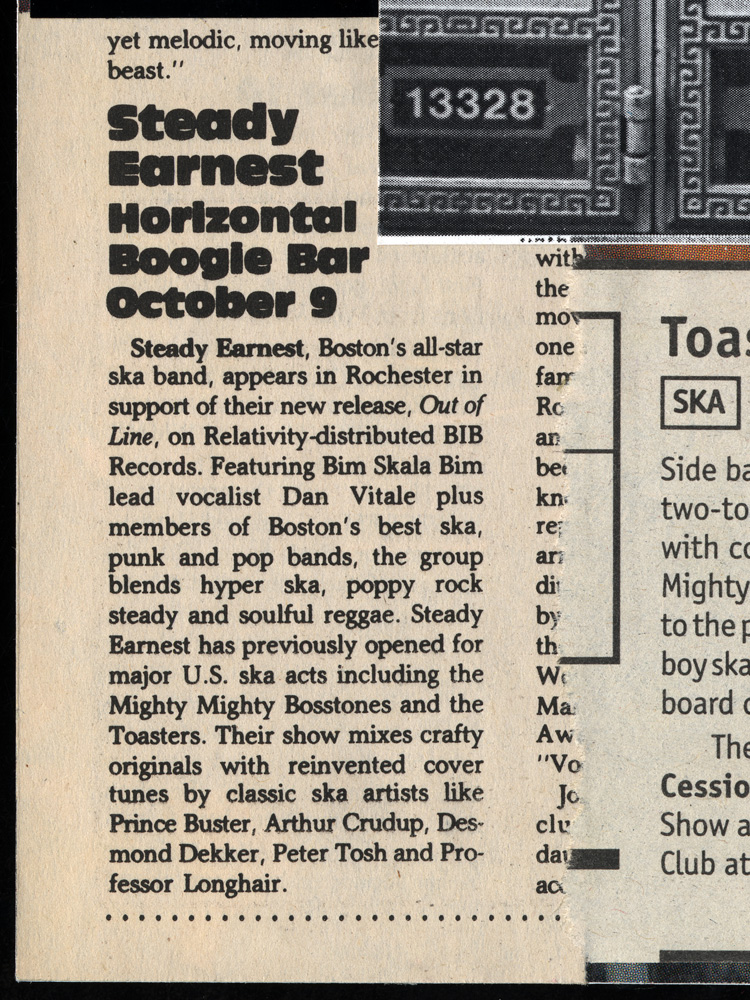 yet melodic, moving like
beast."
Steady
Earnest
Horizontal
Boogie Bar
October 9
Steady Earnest, Boston's all-star
ska band, appears in Rochester in
support of their new release, Out of
Line, on Relativity-distributed BIB
Records. Featuring Bim Skala Bim
lead vocalist Dan Vitale plus
members of Boston's best ska,
punk and pop bands, the group
blends hyper ska, poppy rock
steady and soulful reggae. Steady
Earnest has previously opened for
major U.S. ska acts including the
Mighty Mighty Bosstones and the
Toasters. Their show mixes crafty
originals with reinvented cover
tunes by classic ska artists like
Prince Buster, Arthur Crudup, Des-
mond Dekker, Peter Tosh and Pro-
fessor Longhair.
13328
with
the
one
by
"Vo
SKA
Side
two-to
with
Mighty
to the
boy ska
board
The
Cessio
Show a
Club at